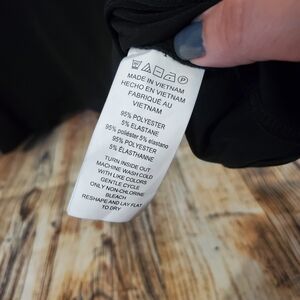 MADE IN VIETNAM
HECHO EN VIETNAM
FABRIQUÉ AU
VIETNAM
95% POLYESTER
5% ELASTANE
95% poliéster 5% elastano
95% POLYESTER
5% ÉLASTHANNE
TURN INSIDE OUT
MACHINE WASH COLD
WITH LIKE COLORS
GENTLE CYCLE
ONLY NON-CHLORINE
BLEACH
RESHAPE AND LAY FLAT
TO DRY